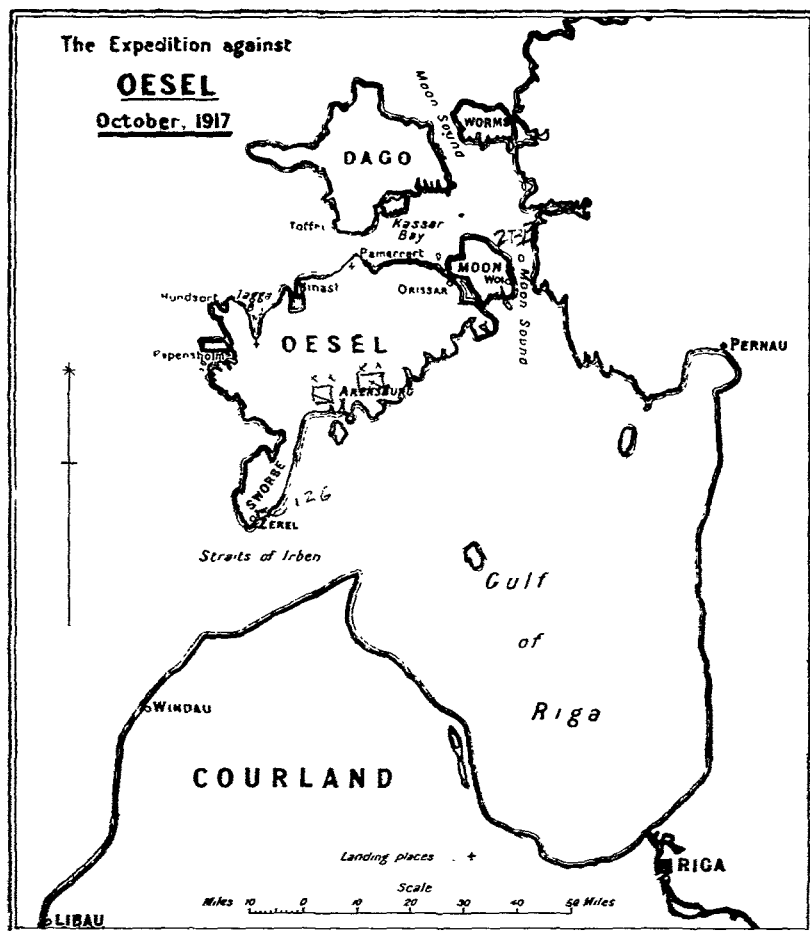 The Expedition against
OESEL
October, 1917
Moon Sound
WORMS
DAGO
Toffri
Kassar
Bay
Pamerort
MOON
Moon Sound
Hundsort
Jagga
B.
ORISSAR
OESEL
PERNAU
Papensholm
ARENSBURG
SWORBE
126
ZEREL
Straits of Irben
Gulf
of
Riga
WINDAU
COURLAND
Landing places +
RIGA
Scale
Miles 10 0 10 20 30 40 50 Miles
LIBAU